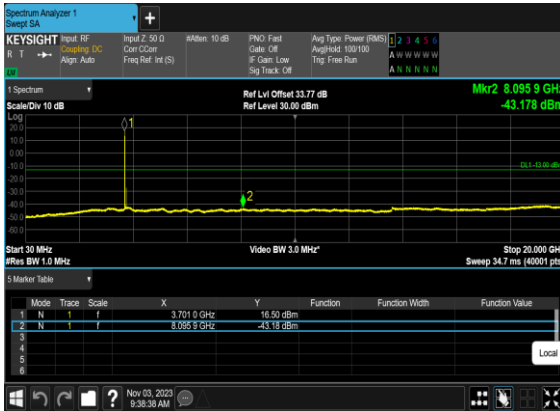 Spectrum Analyzer 1
Swept SA
+
KEYSIGHT
R T
Input: RF
Coupling: DC
Align: Auto
Input Z: 50 Ω
Corr CCorr
Freq Ref: Int (S)
#Atten: 10 dB
PNO: Fast
Gate: Off
IF Gain: Low
Sig Track: Off
Avg Type: Power (RMS)
Avg|Hold: 100/100
Trig: Free Run
1 2 3 4 5 6
A W W W W W
A N N N N N
1 Spectrum
Scale/Div 10 dB
Ref Lvl Offset 33.77 dB
Ref Level 30.00 dBm
Mkr2 8.095 9 GHz
-43.178 dBm
Log
20.0
10.0
0.00
-10.0
-20.0
-30.0
-40.0
-50.0
-60.0
1
2
DL1 -13.00 dBm
Start 30 MHz
#Res BW 1.0 MHz
Video BW 3.0 MHz*
Stop 20.000 GHz
Sweep 34.7 ms (40001 pts)
5 Marker Table
Mode Trace Scale X Y Function Function Width Function Value
1 N 1 f 3.701 0 GHz 16.50 dBm
2 N 1 f 8.095 9 GHz -43.18 dBm
3
4
5
6
Local
?
Nov 03, 2023
9:38:38 AM